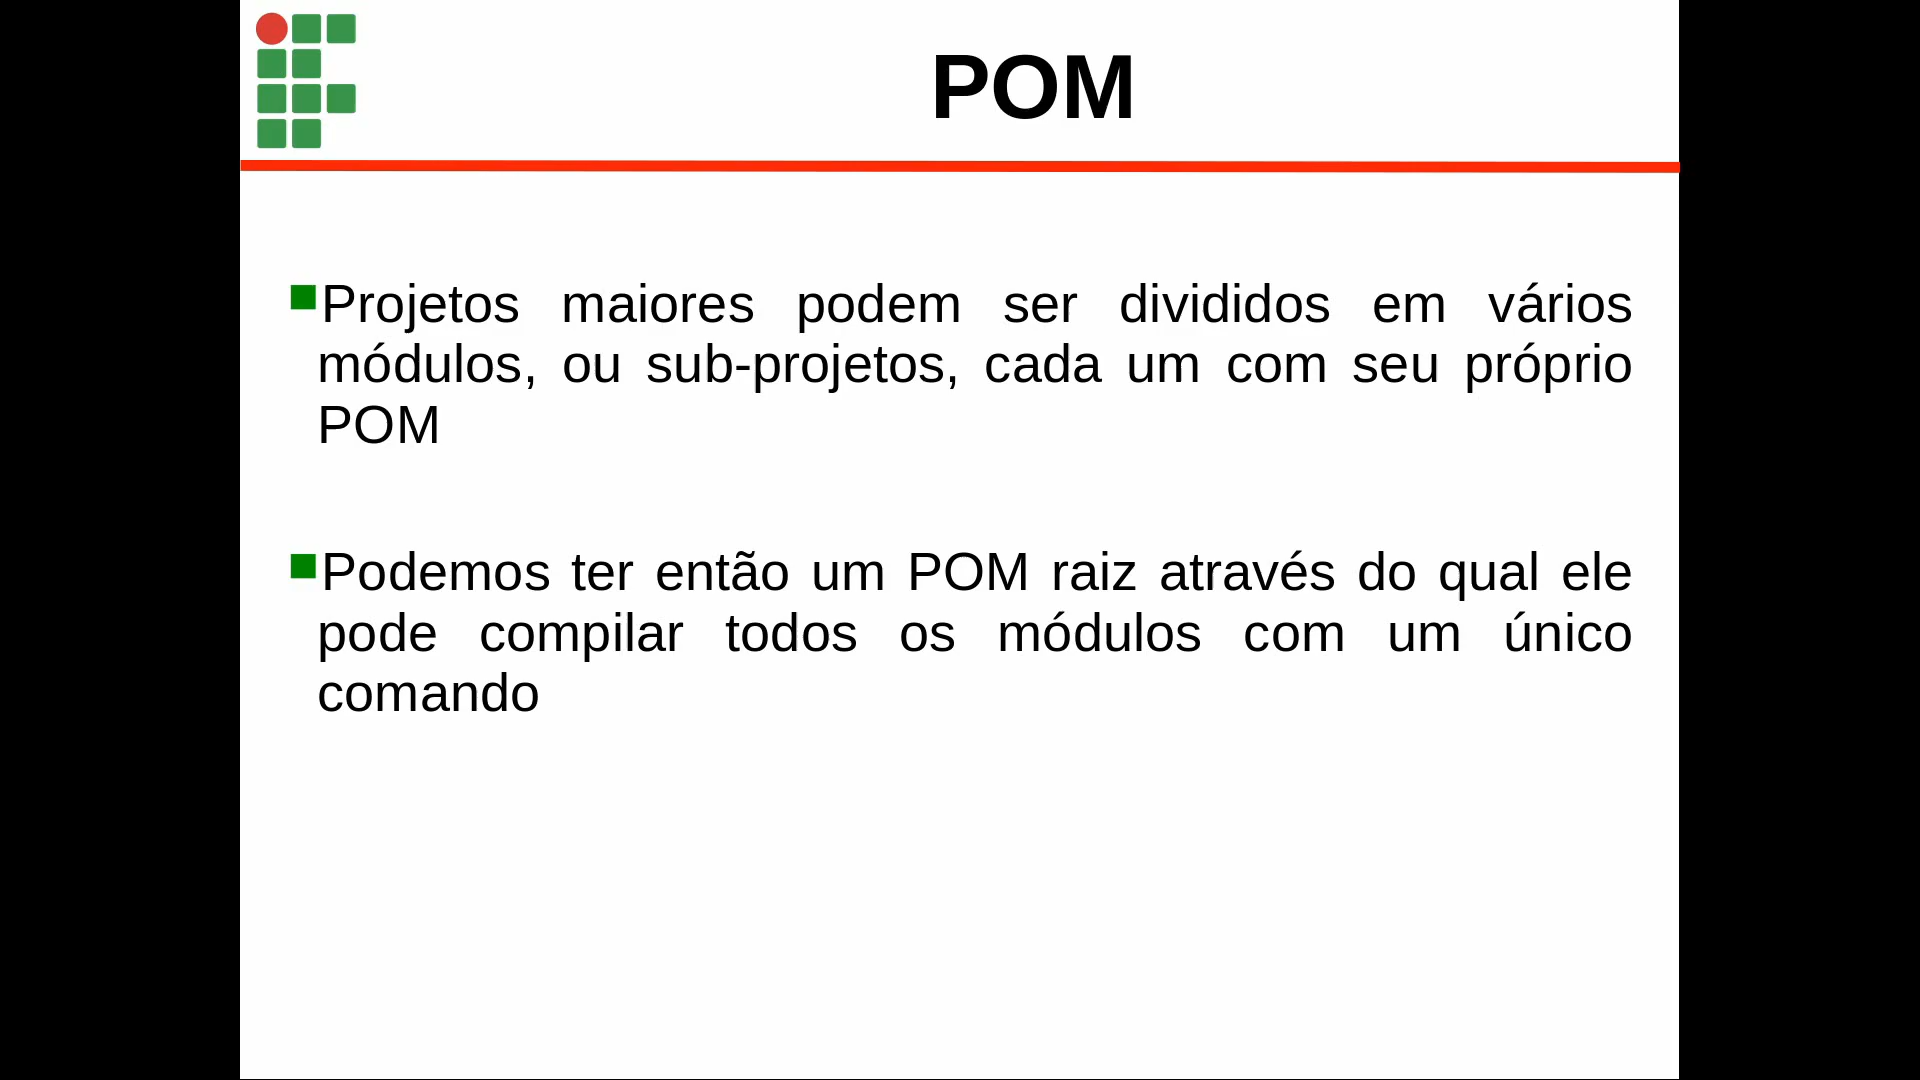 POM
Projetos maiores podem ser divididos em vários
módulos, ou sub-projetos, cada um com seu próprio
POM
Podemos ter então um POM raiz através do qual ele
pode compilar todos os módulos com um único
comando